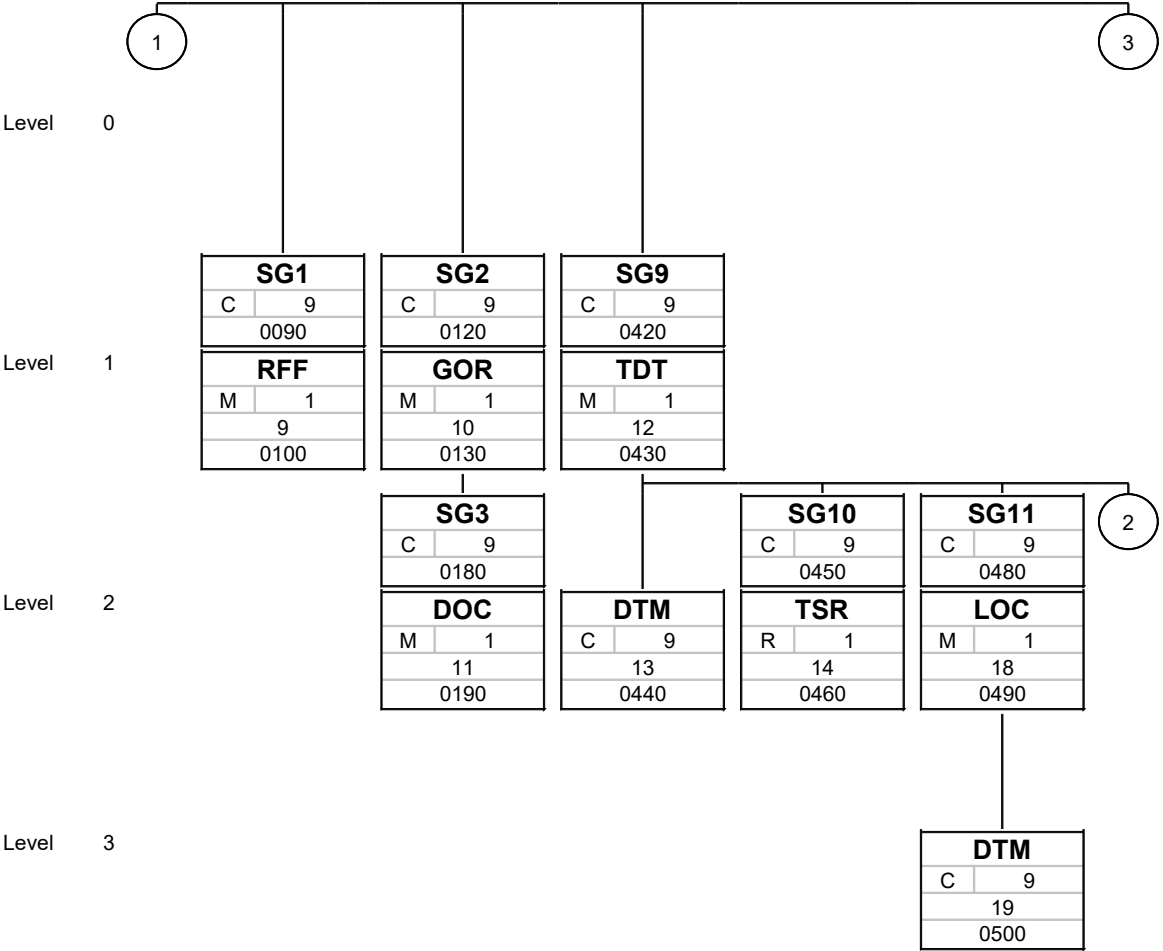 1 3
Level 0
SG1 SG2 SG9
C 9 C 9 C 9
0090 0120 0420
Level 1
RFF GOR TDT
M 1 M 1 M 1
9 10 12
0100 0130 0430
SG3 SG10 SG11 2
C 9 C 9 C 9
0180 0450 0480
Level 2
DOC DTM TSR LOC
M 1 C 9 R 1 M 1
11 13 14 18
0190 0440 0460 0490
Level 3
DTM
C 9
19
0500